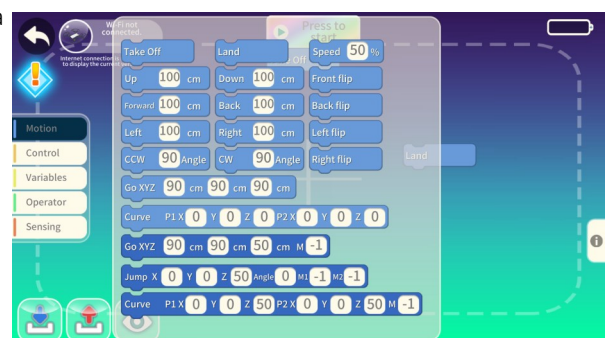 a
Wi-Fi not
connected.
Internet connection is
to display the current
Press to
start
Take Off
Land
Speed 50 %
Off
Up 100 cm
Down 100 cm
Front flip
Forward 100 cm
Back 100 cm
Back flip
Left 100 cm
Right 100 cm
Left flip
CCW 90 Angle
CW 90 Angle
Right flip
Land
Go XYZ 90 cm 90 cm 90 cm
Curve P1 X 0 Y 0 Z 0 P2 X 0 Y 0 Z 0
Go XYZ 90 cm 90 cm 50 cm M -1
Jump X 0 Y 0 Z 50 Angle 0 M1 -1 M2 -1
Curve P1 X 0 Y 0 Z 50 P2 X 0 Y 0 Z 50 M -1
Motion
Control
Variables
Operator
Sensing